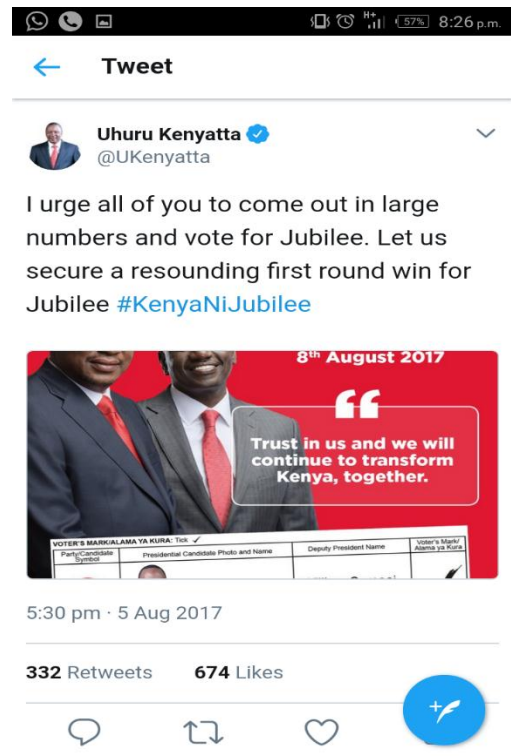 H+ 57% 8:26 p.m.
Tweet
Uhuru Kenyatta
@UKenyatta
I urge all of you to come out in large
numbers and vote for Jubilee. Let us
secure a resounding first round win for
Jubilee #KenyaNiJubilee
8th August 2017
Trust in us and we will
continue to transform
Kenya, together.
VOTER'S MARK/ALAMA YA KURA: Tick ✓
Party/Candidate Symbol
Presidential Candidate Photo and Name
Deputy President Name
Voter's Mark/ Alama ya Kura
5:30 pm · 5 Aug 2017
332 Retweets 674 Likes